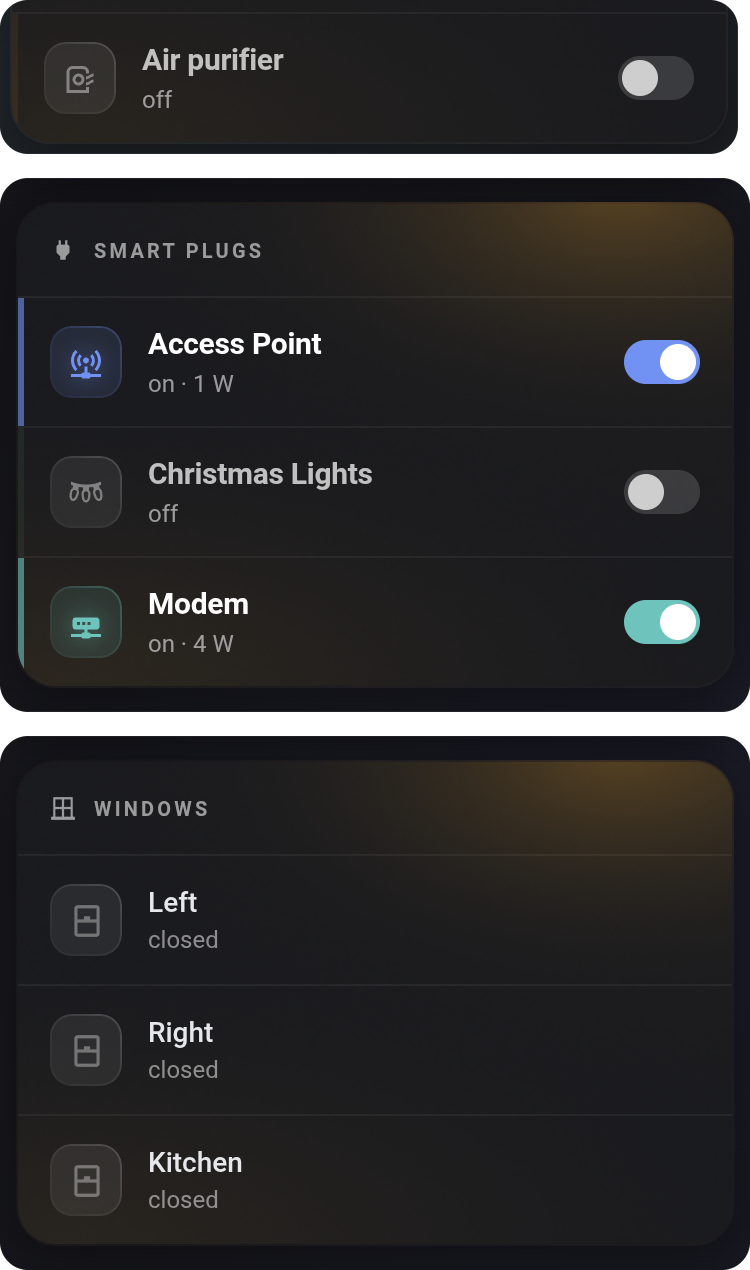 Air purifier
off
SMART PLUGS
Access Point
on · 1 W
Christmas Lights
off
Modem
on · 4 W
WINDOWS
Left
closed
Right
closed
Kitchen
closed